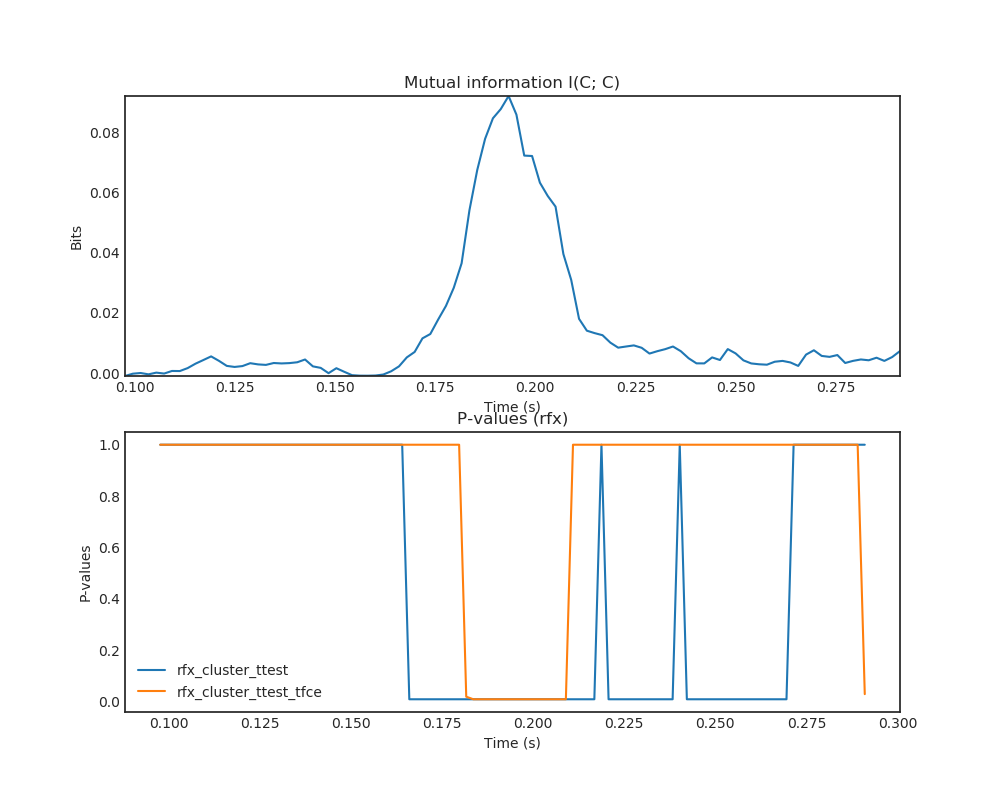 Mutual information I(C; C)
0.08
0.06
0.04
0.02
0.00
Bits
0.100 0.125 0.150 0.175 0.200 0.225 0.250 0.275
Time (s)
P-values (rfx)
1.0
0.8
0.6
0.4
0.2
0.0
P-values
rfx_cluster_ttest
rfx_cluster_ttest_tfce
0.100 0.125 0.150 0.175 0.200 0.225 0.250 0.275 0.300
Time (s)